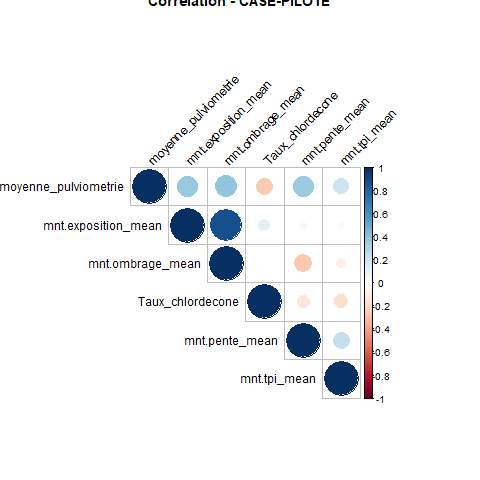 Correlation - CASE-PILOTE
moyenne_pulviometrie
mnt.exposition_mean
mnt.ombrage_mean
Taux_chlordecone
mnt.pente_mean
mnt.tpi_mean
moyenne_pulviometrie
mnt.exposition_mean
mnt.ombrage_mean
Taux_chlordecone
mnt.pente_mean
mnt.tpi_mean
1
0.8
0.6
0.4
0.2
0
-0.2
-0.4
-0.6
-0.8
-1